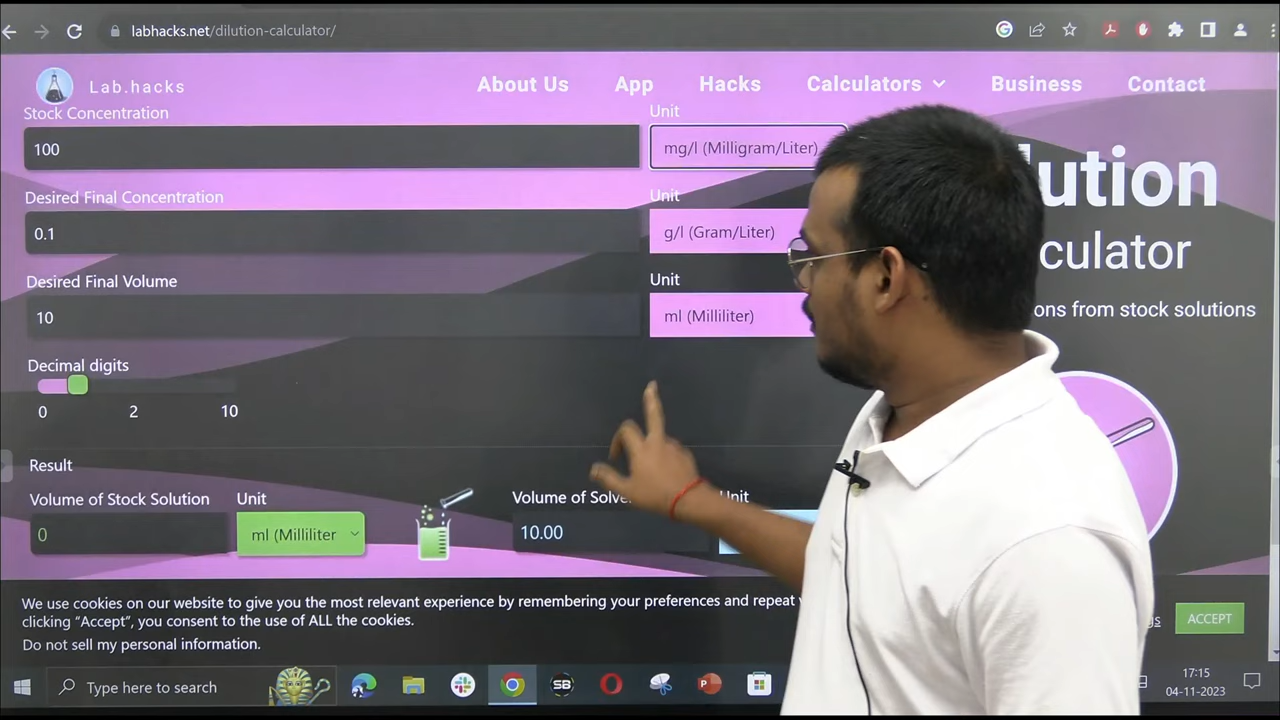 labhacks.net/dilution-calculator/
Lab.hacks
About Us
App
Hacks
Calculators
Business
Contact
Stock Concentration
Unit
100
mg/l (Milligram/Liter)
Desired Final Concentration
Unit
0.1
g/l (Gram/Liter)
Desired Final Volume
Unit
10
ml (Milliliter)
Decimal digits
0
2
10
Result
Volume of Stock Solution
Unit
0
ml (Milliliter
Volume of
10.00
ons from stock solutions
We use cookies on our website to give you the most relevant experience by remembering your preferences and repeat
clicking “Accept”, you consent to the use of ALL the cookies.
Do not sell my personal information.
ACCEPT
Type here to search
SB
P
17:15
04-11-2023